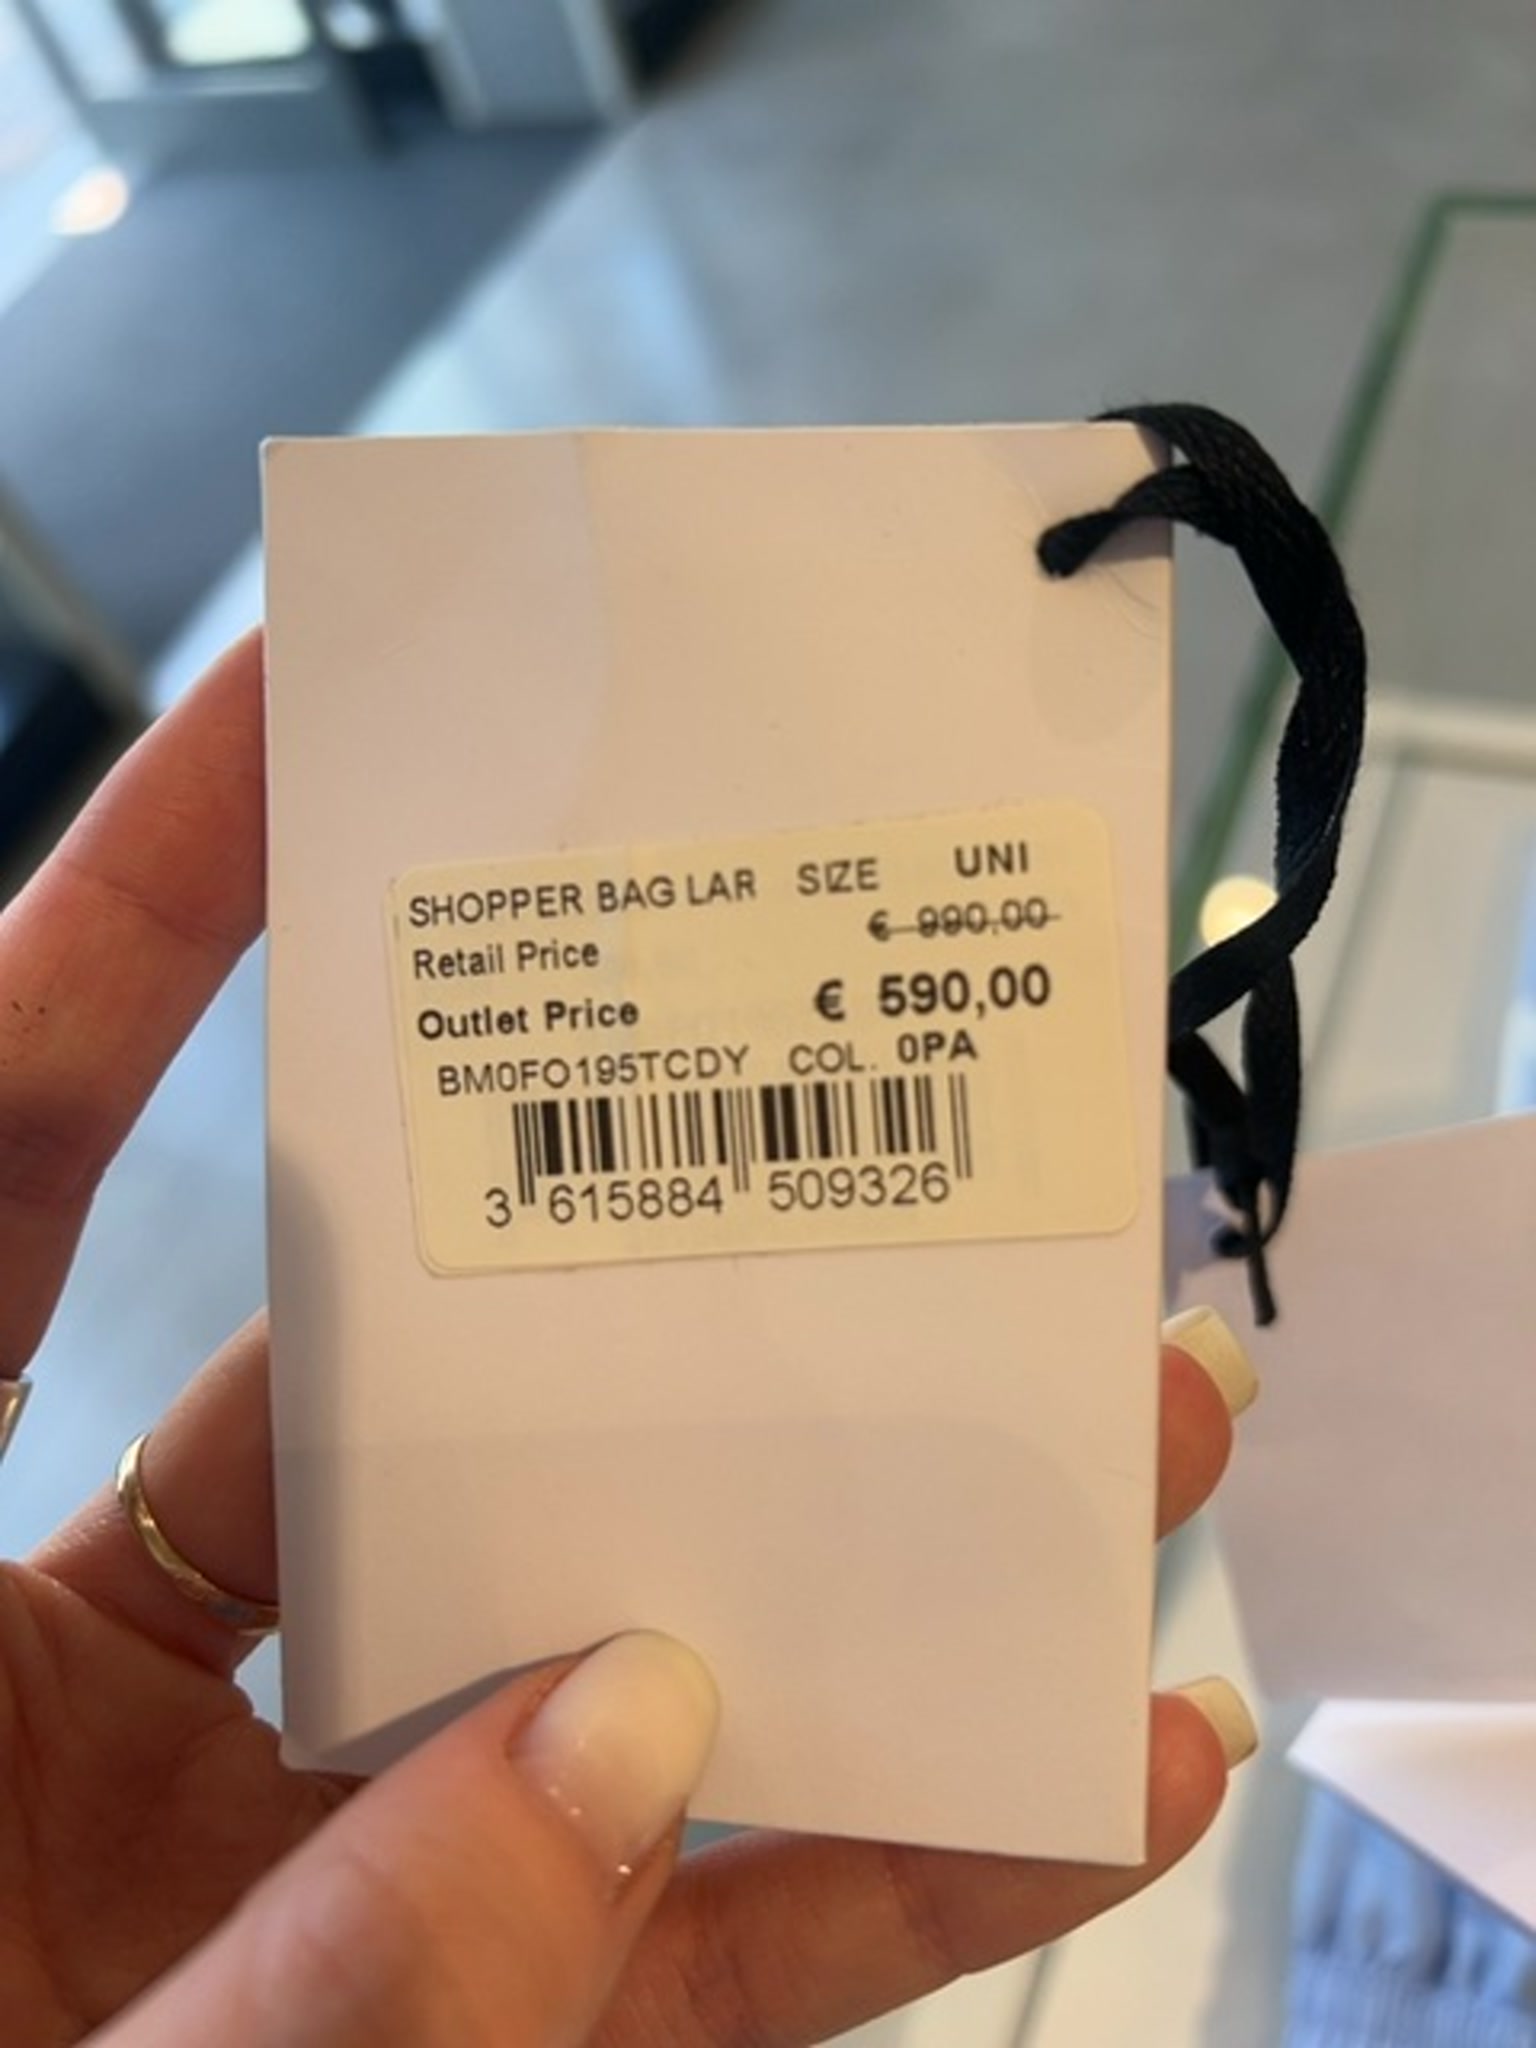 SHOPPER BAG LAR SIZE UNI
Retail Price € 990,00
Outlet Price € 590,00
BM0FO195TCDY COL. 0PA
3 615884 509326